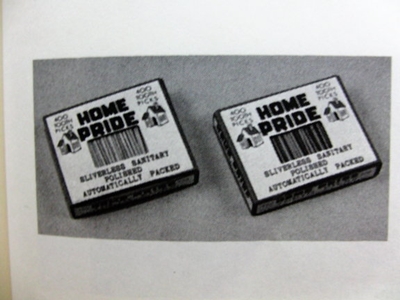 400 TOOTH PICKS
HOME PRIDE
400 TOOTH PICKS
SLIVERLESS SANITARY
POLISHED
AUTOMATICALLY PACKED
400 TOOTH PICKS
HOME PRIDE
400 TOOTH PICKS
SLIVERLESS SANITARY
POLISHED
AUTOMATICALLY PACKED